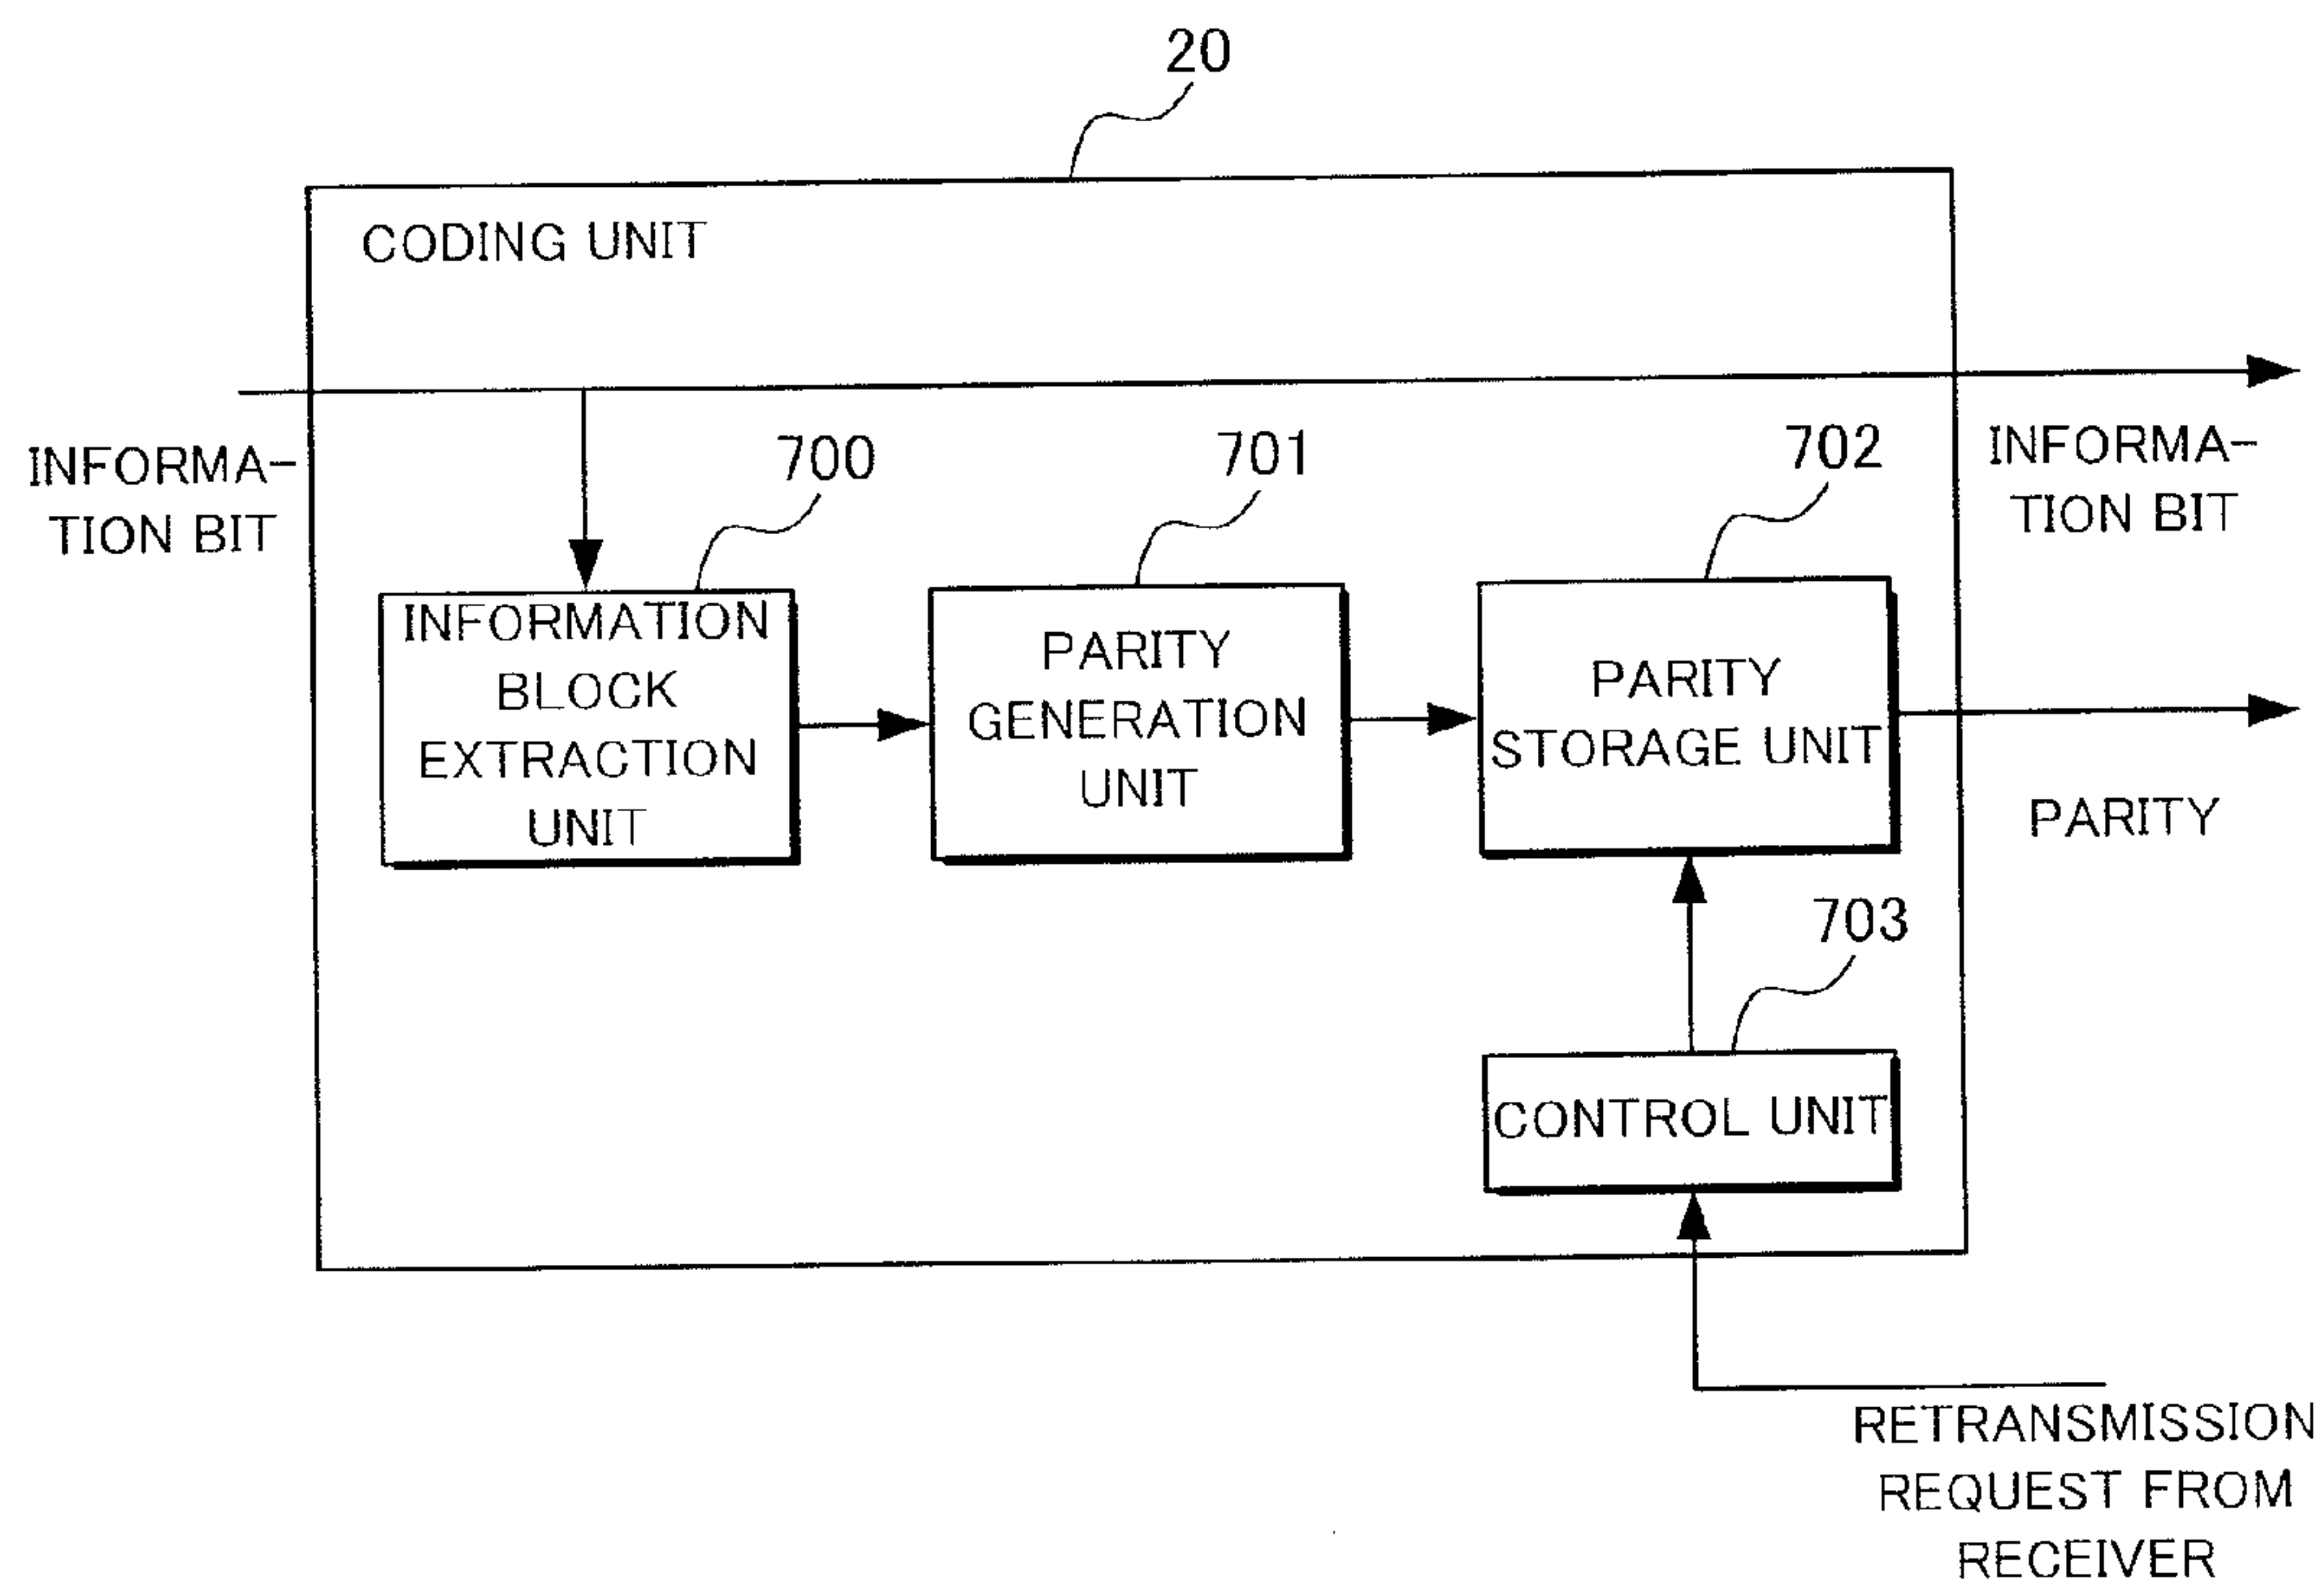 20
CODING UNIT
INFORMA-
TION BIT
700
701
702
INFORMA-
TION BIT
INFORMATION
BLOCK
EXTRACTION
UNIT
PARITY
GENERATION
UNIT
PARITY
STORAGE UNIT
PARITY
703
CONTROL UNIT
RETRANSMISSION
REQUEST FROM
RECEIVER